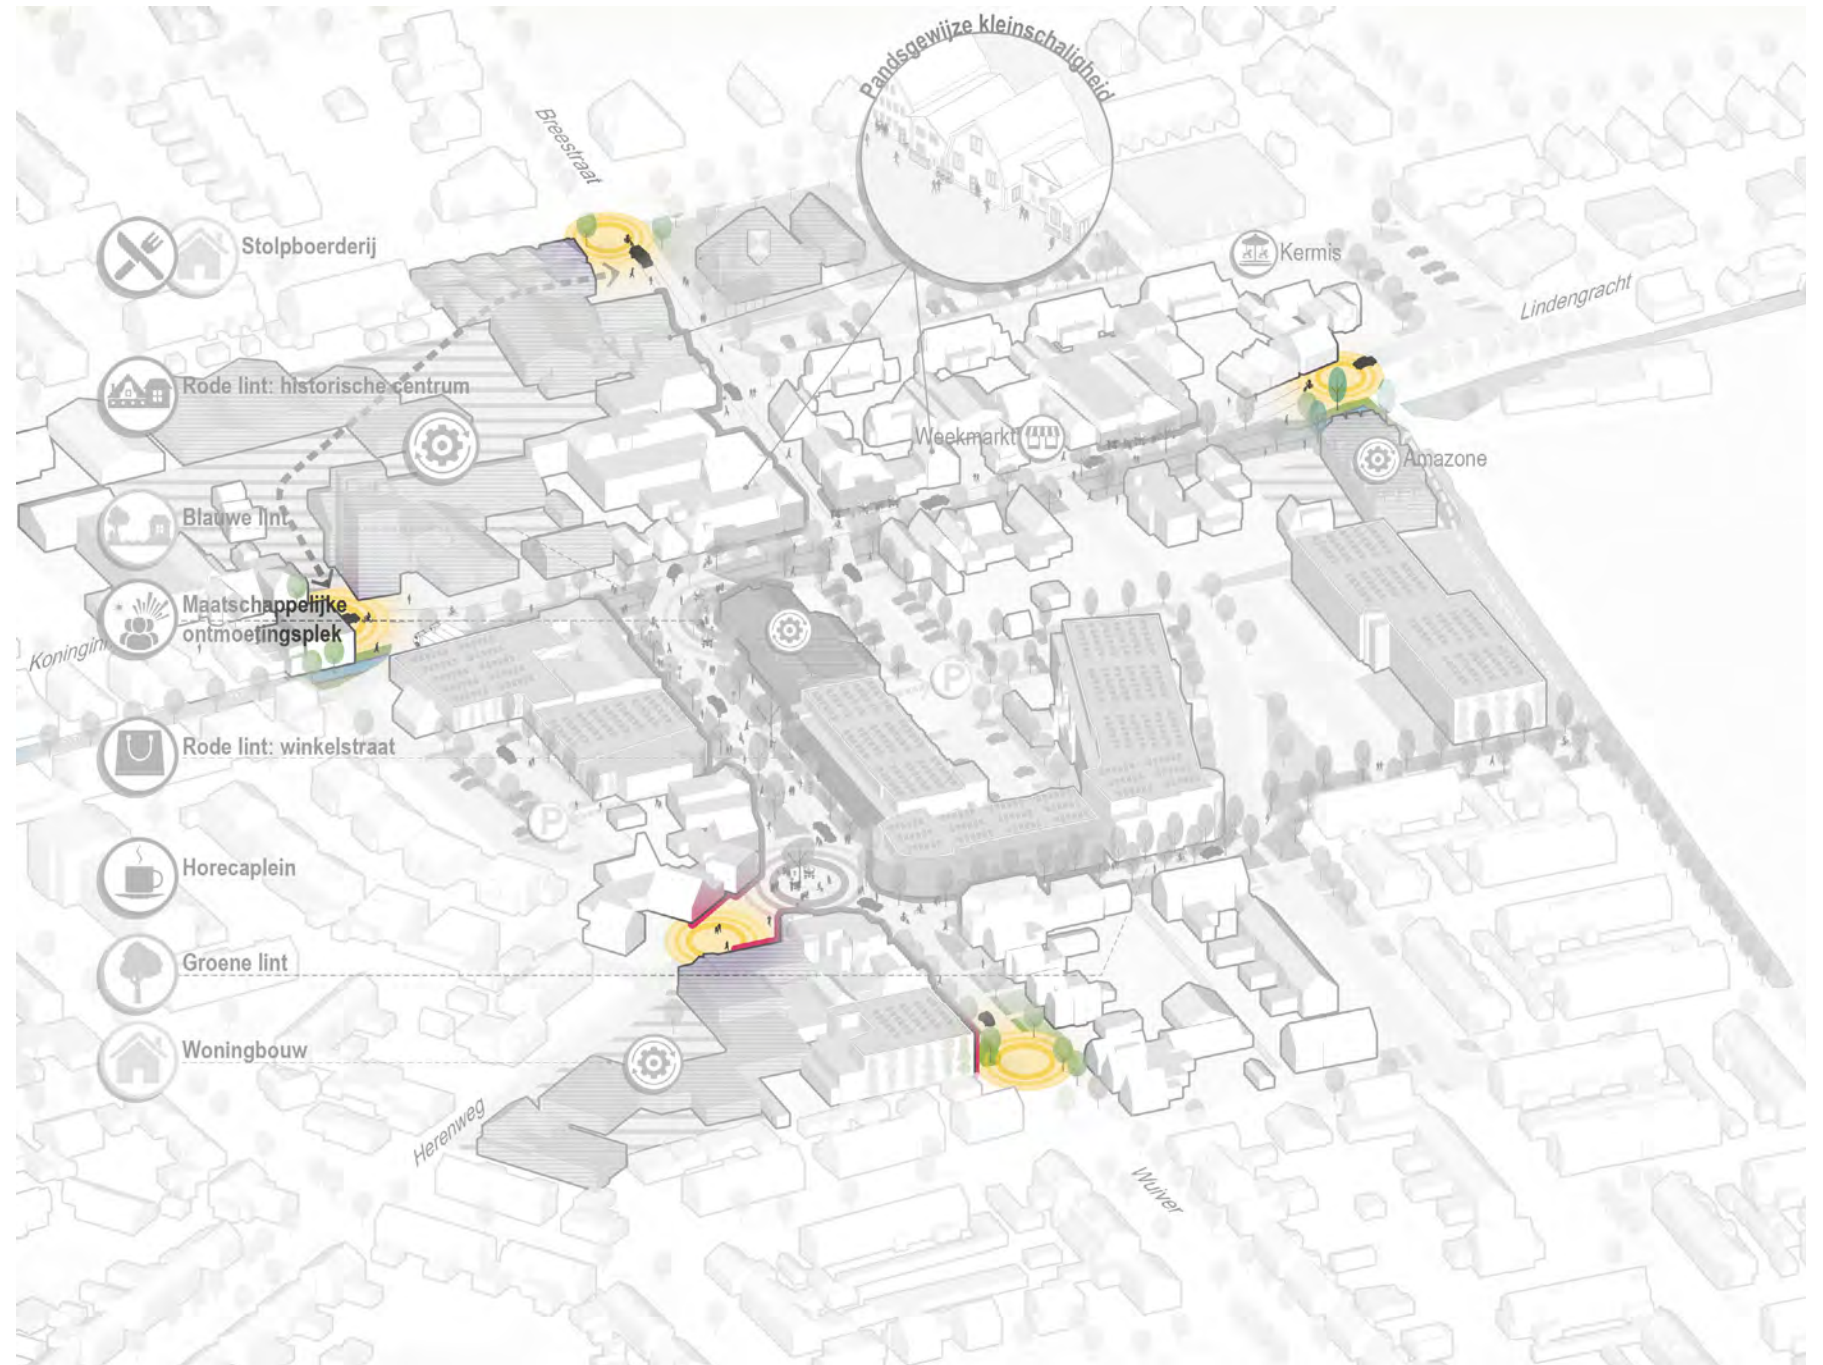 Pandsgewijze kleinschaligheid
Breestraat
Stolpboerderij
Kermis
Lindengracht
Rode lint: historische centrum
Weekmarkt
Amazone
Blauwe lint
Maatschappelijke
ontmoetingsplek
P
Rode lint: winkelstraat
P
Horecaplein
Groene lint
Woningbouw
Herenweg
Wuiver